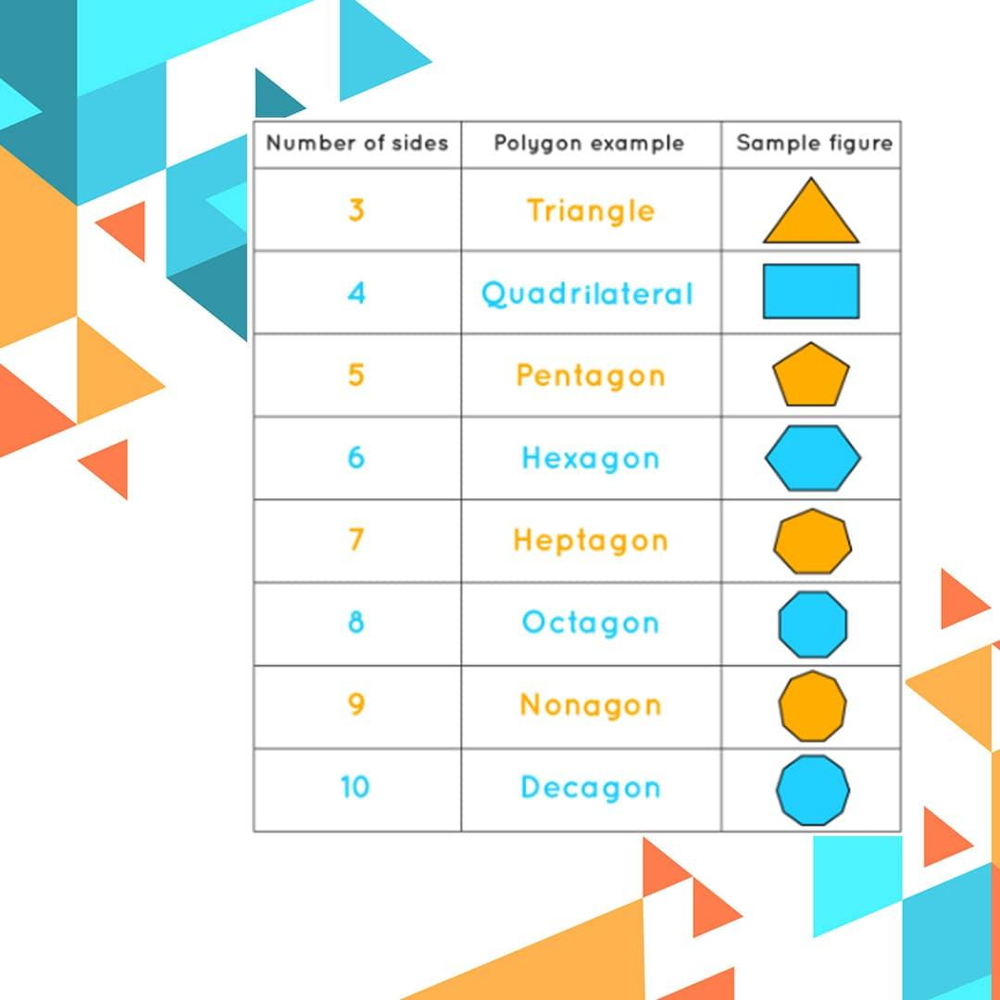 Number of sides Polygon example Sample figure
3 Triangle
4 Quadrilateral
5 Pentagon
6 Hexagon
7 Heptagon
8 Octagon
9 Nonagon
10 Decagon